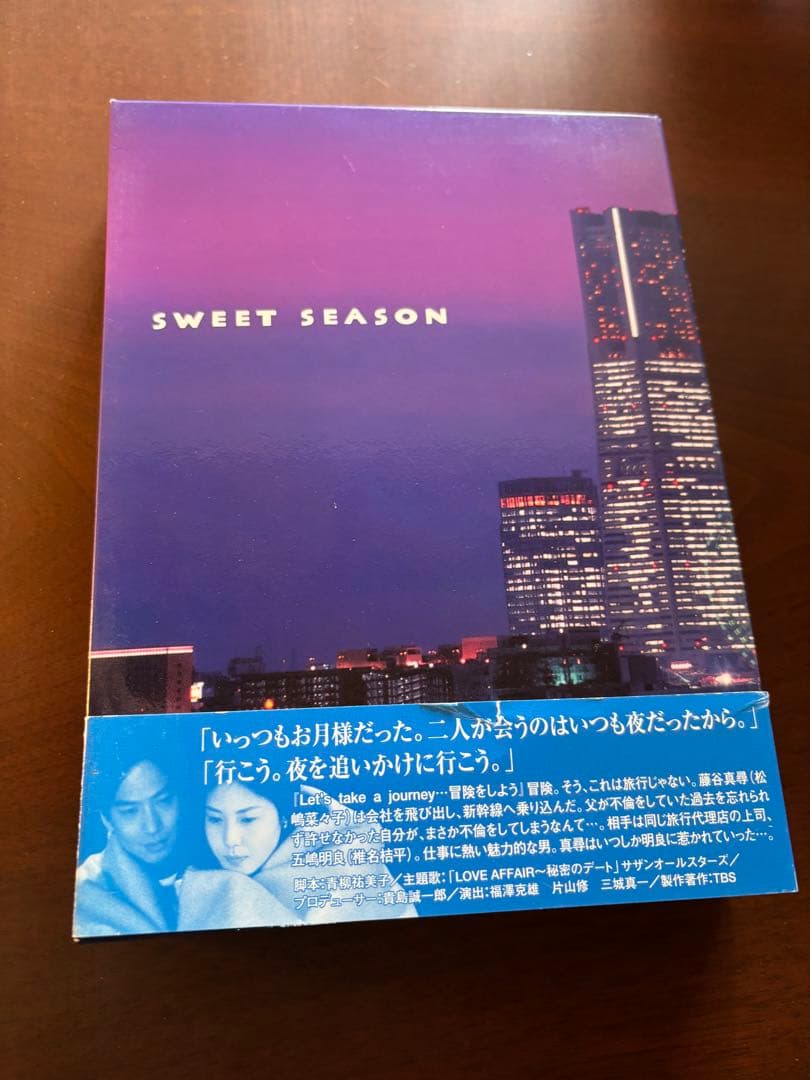 SWEET SEASON
「いっつもお月様だった。二人が会うのはいつも夜だったから。」
「行こう。夜を追いかけに行こう。」
『Let's take a journey…冒険をしよう』冒険。そう、これは旅行じゃない。藤谷真尋（松
嶋菜々子）は会社を飛び出し、新幹線へ乗り込んだ。父が不倫をしていた過去を忘れられ
ず許せなかった自分が、まさか不倫をしてしまうなんて…。相手は同じ旅行代理店の上司、
五嶋明良（椎名桔平）。仕事に熱い魅力的な男。真尋はいつしか明良に惹かれていった…。
脚本：青柳祐美子／主題歌：「LOVE AFFAIR～秘密のデート」サザンオールスターズ／
プロデューサー：貴島誠一郎／演出：福澤克雄　片山修　三城真一／製作著作：TBS